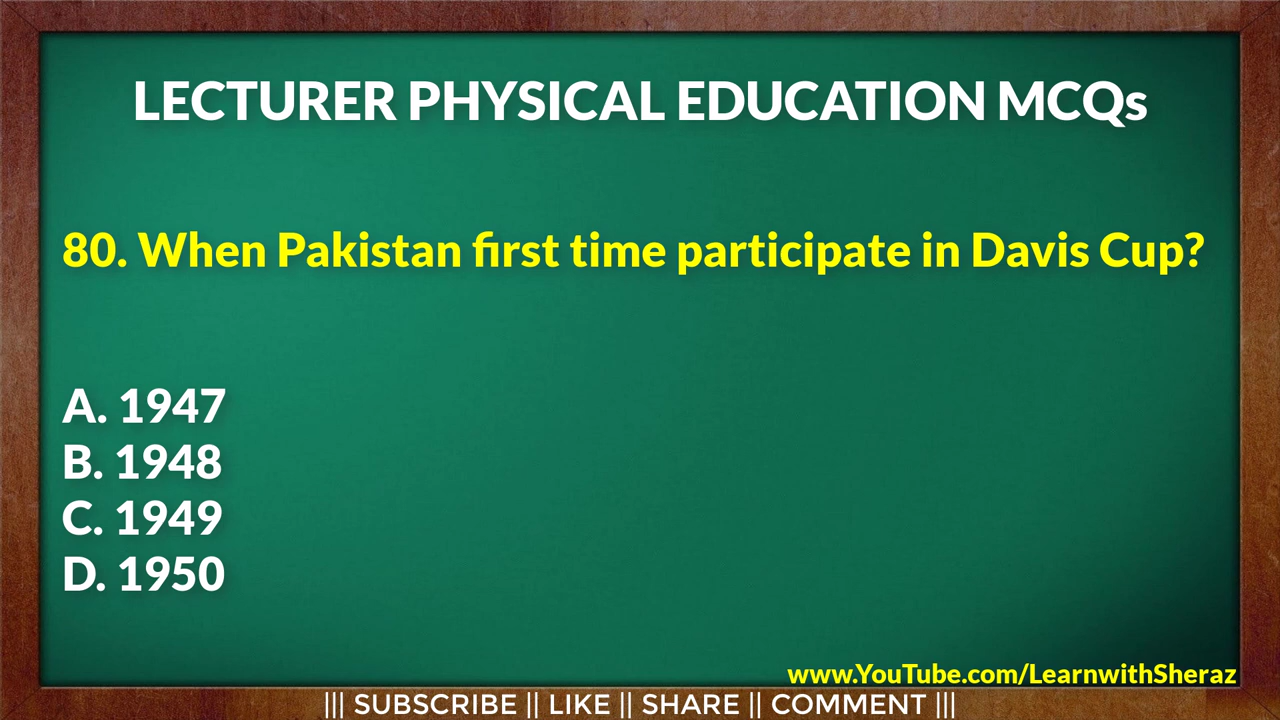 LECTURER PHYSICAL EDUCATION MCQs
80. When Pakistan first time participate in Davis Cup?
A. 1947
B. 1948
C. 1949
D. 1950
www.YouTube.com/LearnwithSheraz
||| SUBSCRIBE || LIKE || SHARE || COMMENT |||